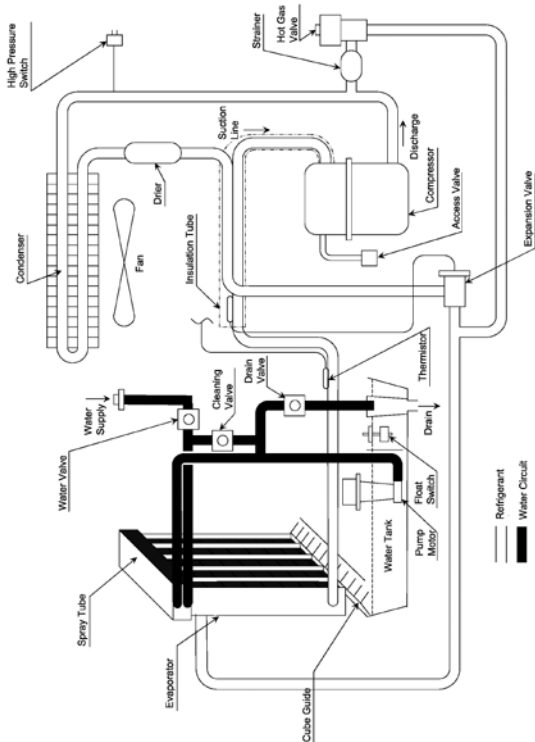 High Pressure
Switch
Hot Gas
Valve
Strainer
Suction
Line
Discharge
Compressor
Access Valve
Expansion Valve
Drier
Condenser
Fan
Insulation Tube
Thermistor
Water
Supply
Water Valve
Cleaning
Valve
Drain
Valve
Drain
Float
Switch
Pump
Motor
Water Tank
Spray Tube
Evaporator
Cube Guide
Refrigerant
Water Circuit